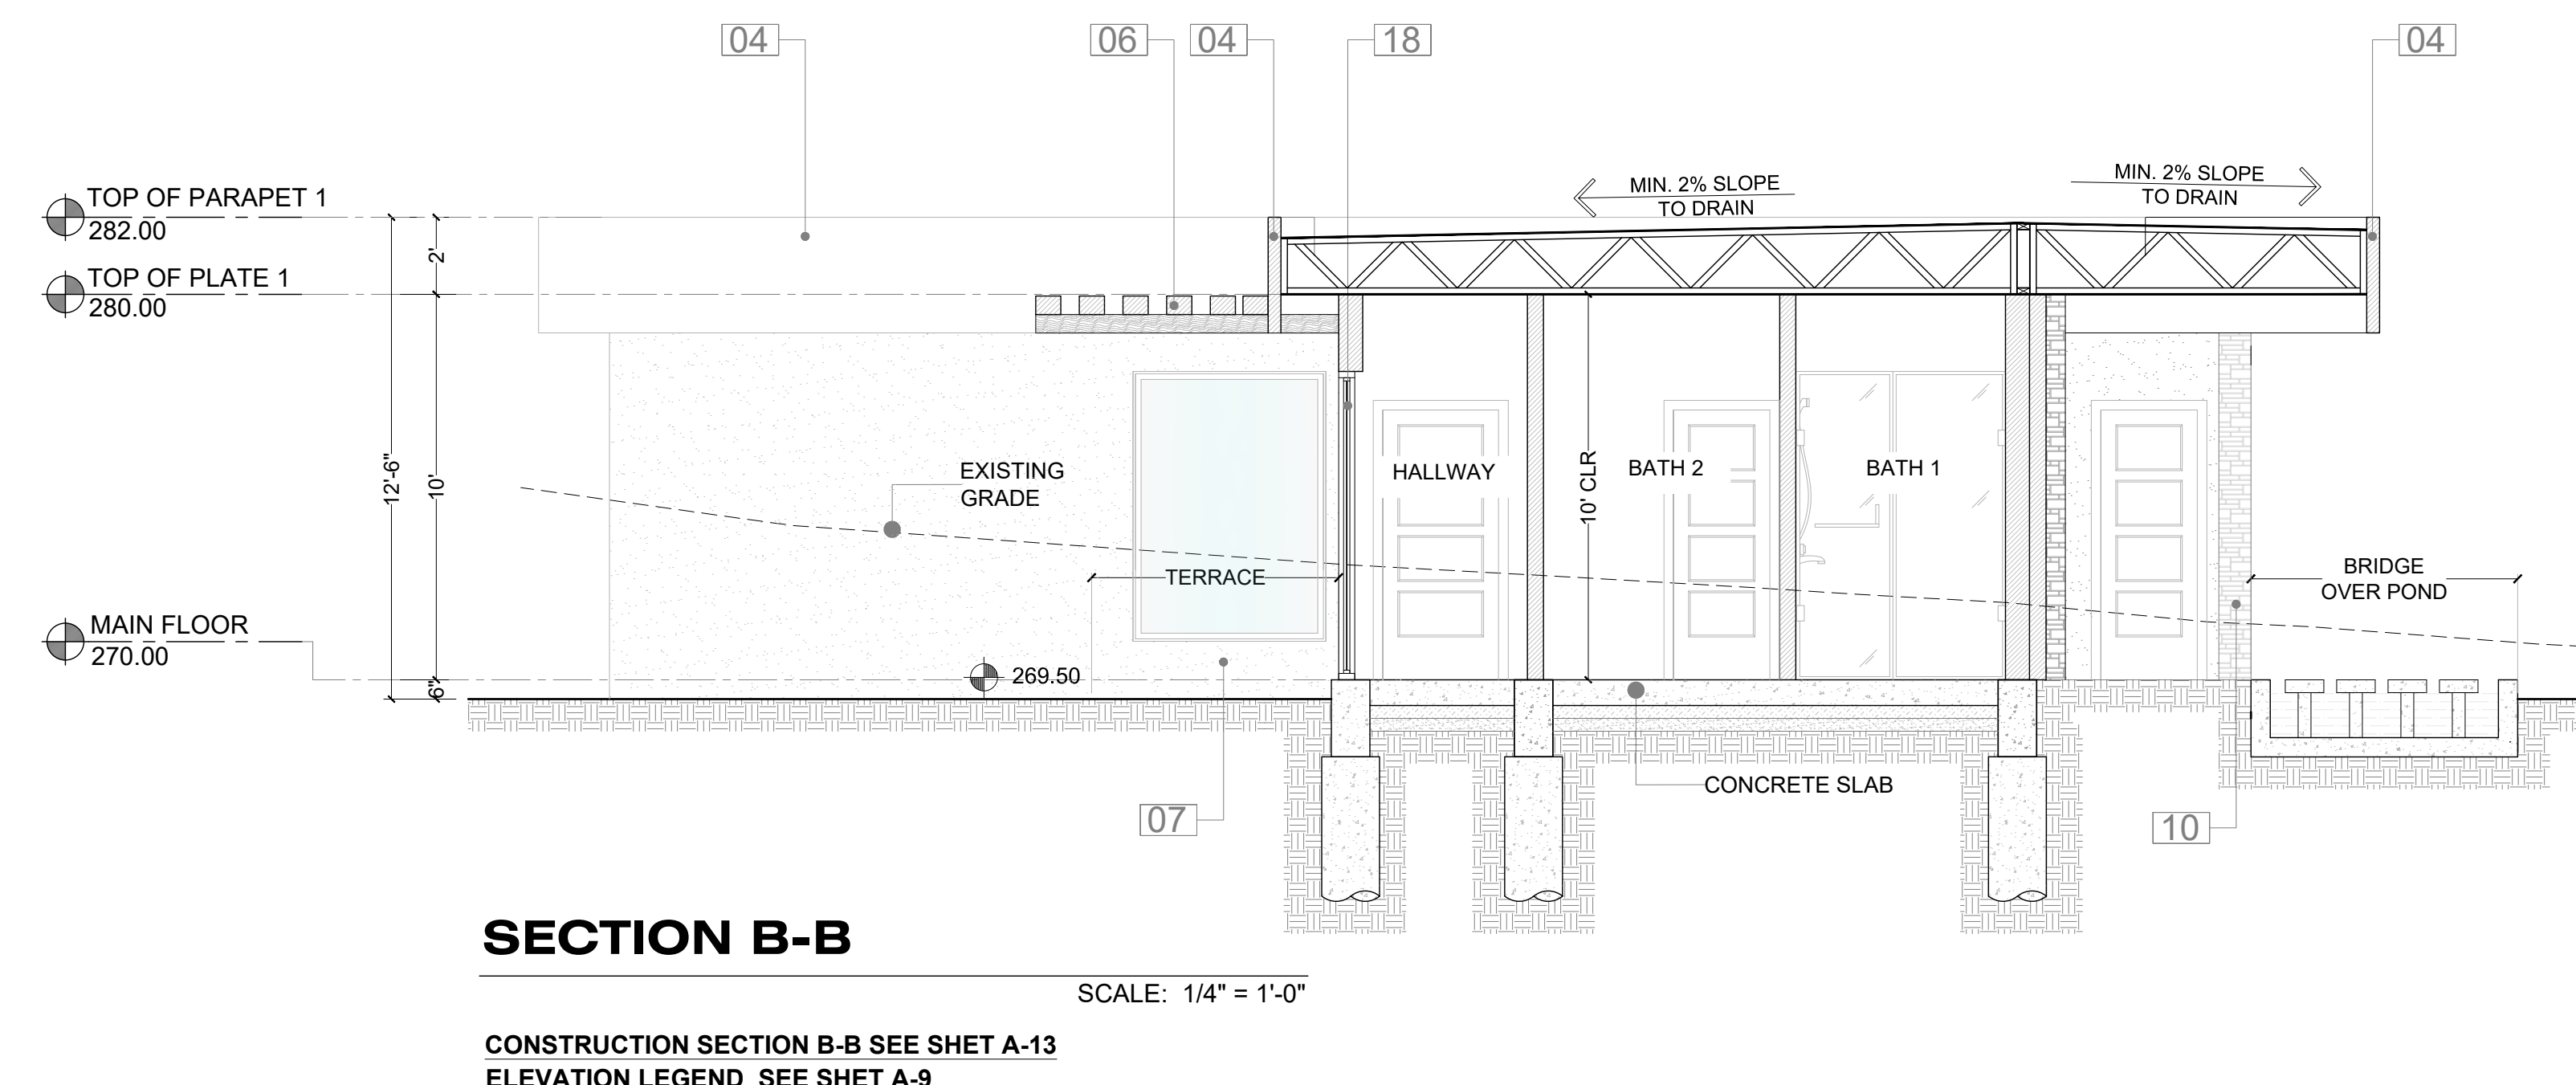 04
06
04
18
04
MIN. 2% SLOPE
TO DRAIN
MIN. 2% SLOPE
TO DRAIN
TOP OF PARAPET 1
282.00
2'
TOP OF PLATE 1
280.00
12'-6"
10'
EXISTING
GRADE
HALLWAY
10' CLR
BATH 2
BATH 1
TERRACE
BRIDGE
OVER POND
MAIN FLOOR
270.00
269.50
6"
CONCRETE SLAB
07
10
SECTION B-B
SCALE: 1/4" = 1'-0"
CONSTRUCTION SECTION B-B SEE SHET A-13
ELEVATION LEGEND SEE SHET A-9